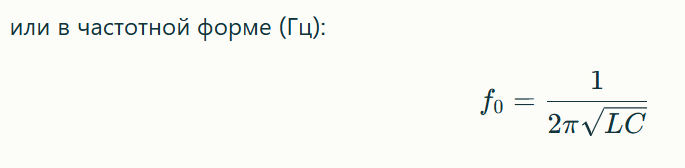 или в частотной форме (Гц):
f₀ = 1 / (2π√LC)